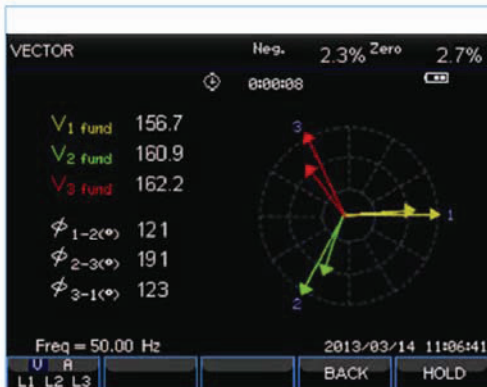 VECTOR Neg. 2.3% Zero 2.7%
0:00:08
V1 fund 156.7
V2 fund 160.9
V3 fund 162.2
ϕ1-2(°) 121
ϕ2-3(°) 191
ϕ3-1(°) 123
3
1
2
Freq = 50.00 Hz 2013/03/14 11:06:41
V A
L1 L2 L3 BACK HOLD